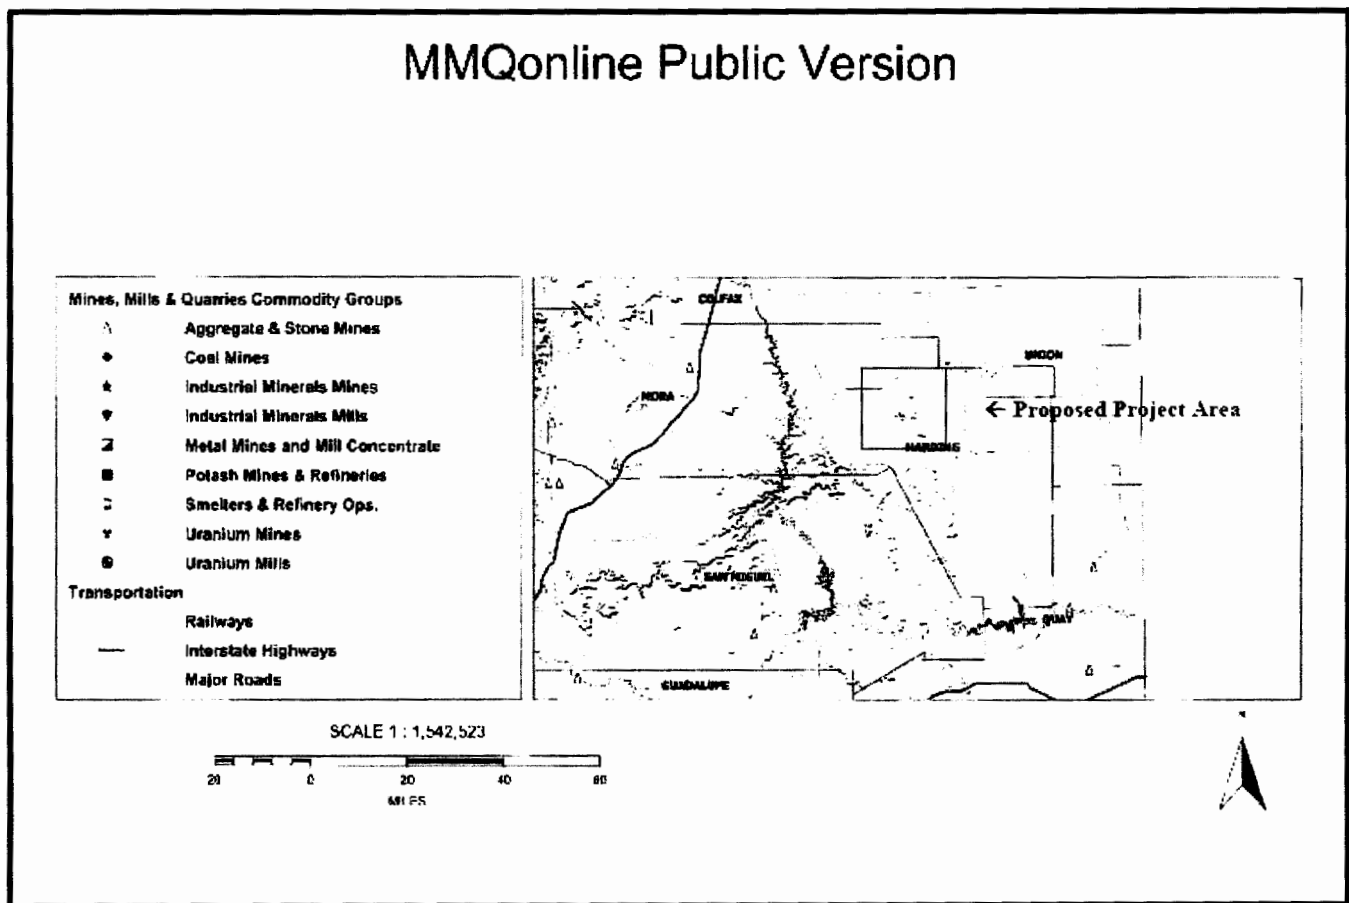 MMQonline Public Version
Mines, Mills & Quarries Commodity Groups
Aggregate & Stone Mines
Coal Mines
Industrial Minerals Mines
Industrial Minerals Mills
Metal Mines and Mill Concentrate
Potash Mines & Refineries
Smelters & Refinery Ops.
Uranium Mines
Uranium Mills
Transportation
Railways
Interstate Highways
Major Roads
COLFAX
UNION
MORA
← Proposed Project Area
HARDING
SAN MIGUEL
QUAY
GUADALUPE
SCALE 1 : 1,542,523
20 0 20 40 60
MILES